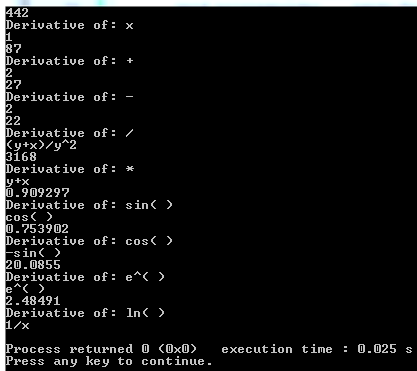 442
Derivative of: x
1
87
Derivative of: +
2
27
Derivative of: -
2
22
Derivative of: /
(y+x)/y^2
3168
Derivative of: *
y+x
0.909297
Derivative of: sin( )
cos( )
0.753902
Derivative of: cos( )
-sin( )
20.0855
Derivative of: e^( )
e^( )
2.48491
Derivative of: ln( )
1/x
Process returned 0 (0x0)   execution time : 0.025 s
Press any key to continue.